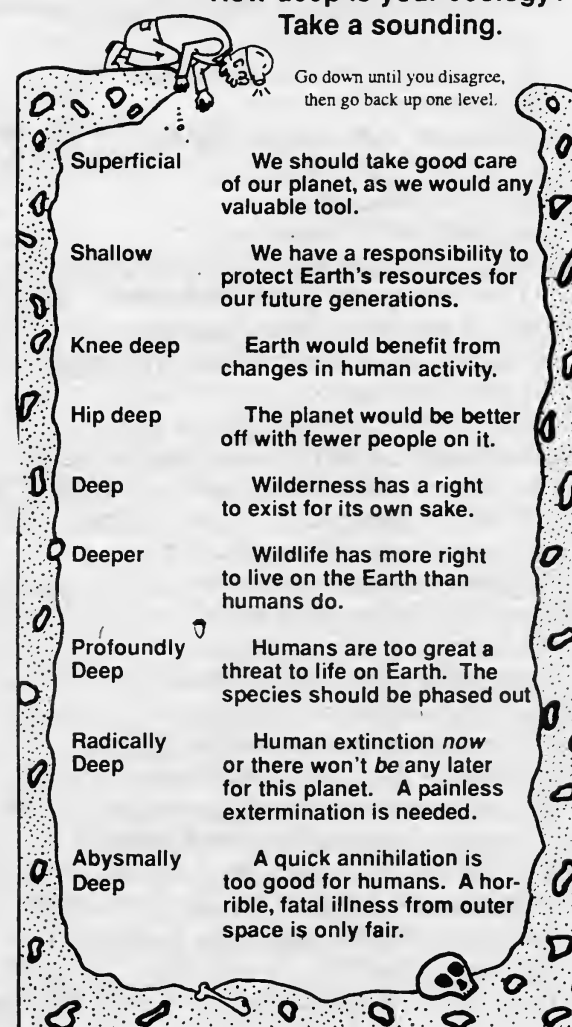 How deep is your ecology?
Take a sounding.
Go down until you disagree,
then go back up one level.
Superficial We should take good care
of our planet, as we would any
valuable tool.
Shallow We have a responsibility to
protect Earth's resources for
our future generations.
Knee deep Earth would benefit from
changes in human activity.
Hip deep The planet would be better
off with fewer people on it.
Deep Wilderness has a right
to exist for its own sake.
Deeper Wildlife has more right
to live on the Earth than
humans do.
Profoundly Humans are too great a
Deep threat to life on Earth. The
species should be phased out
Radically Human extinction now
Deep or there won't be any later
for this planet. A painless
extermination is needed.
Abysmally A quick annihilation is
Deep too good for humans. A hor-
rible, fatal illness from outer
space is only fair.